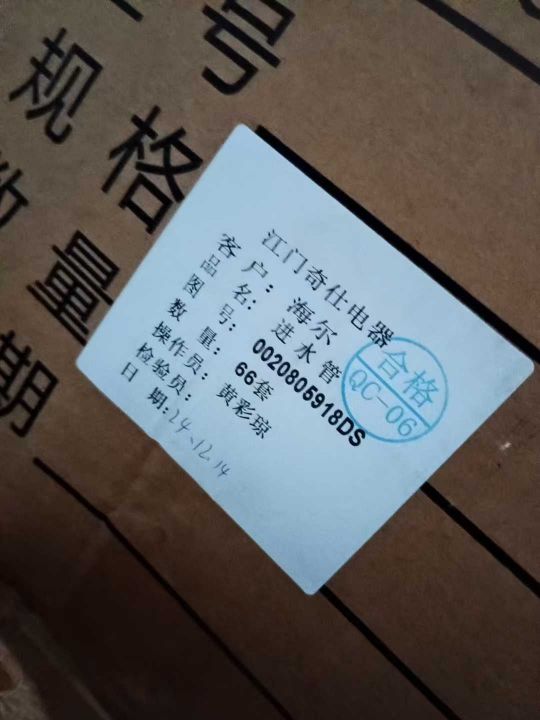 号
规格
数量
期
江门奇仕电器
客户：海尔
品名：进水管
图号：0020805918DS
数量：66套
操作员：黄彩琼
检验员：
日期：24.12.14
合格
QC-06